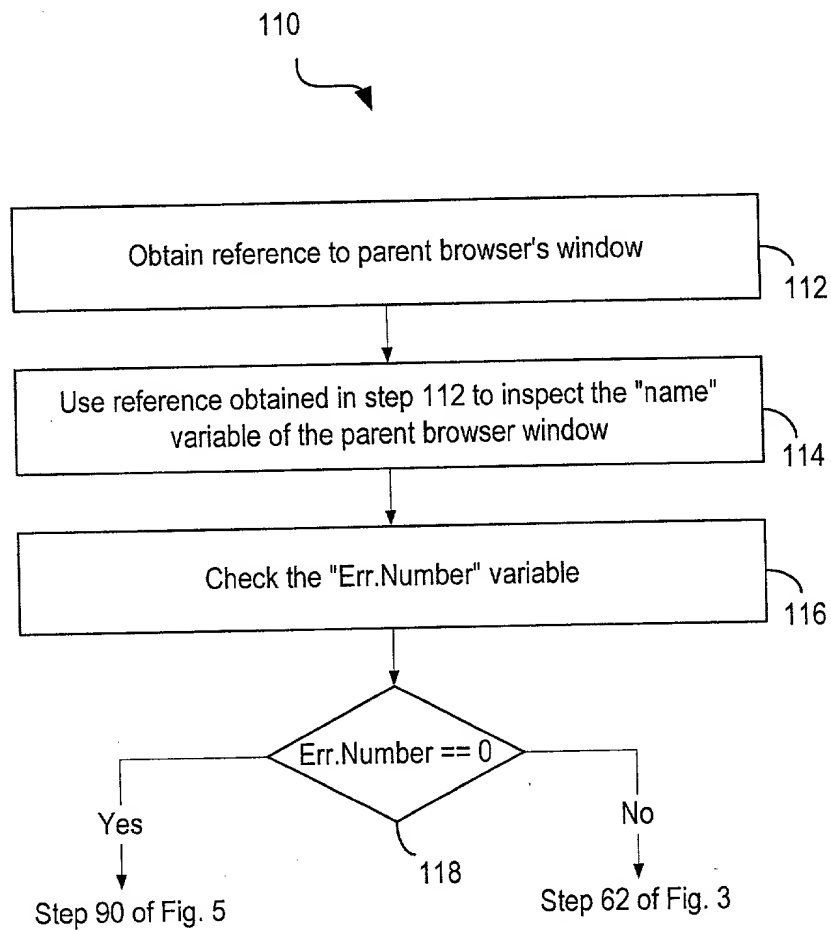 110
Obtain reference to parent browser's window
112
Use reference obtained in step 112 to inspect the "name"
variable of the parent browser window
114
Check the "Err.Number" variable
116
Err.Number == 0
118
Yes
No
Step 90 of Fig. 5
Step 62 of Fig. 3